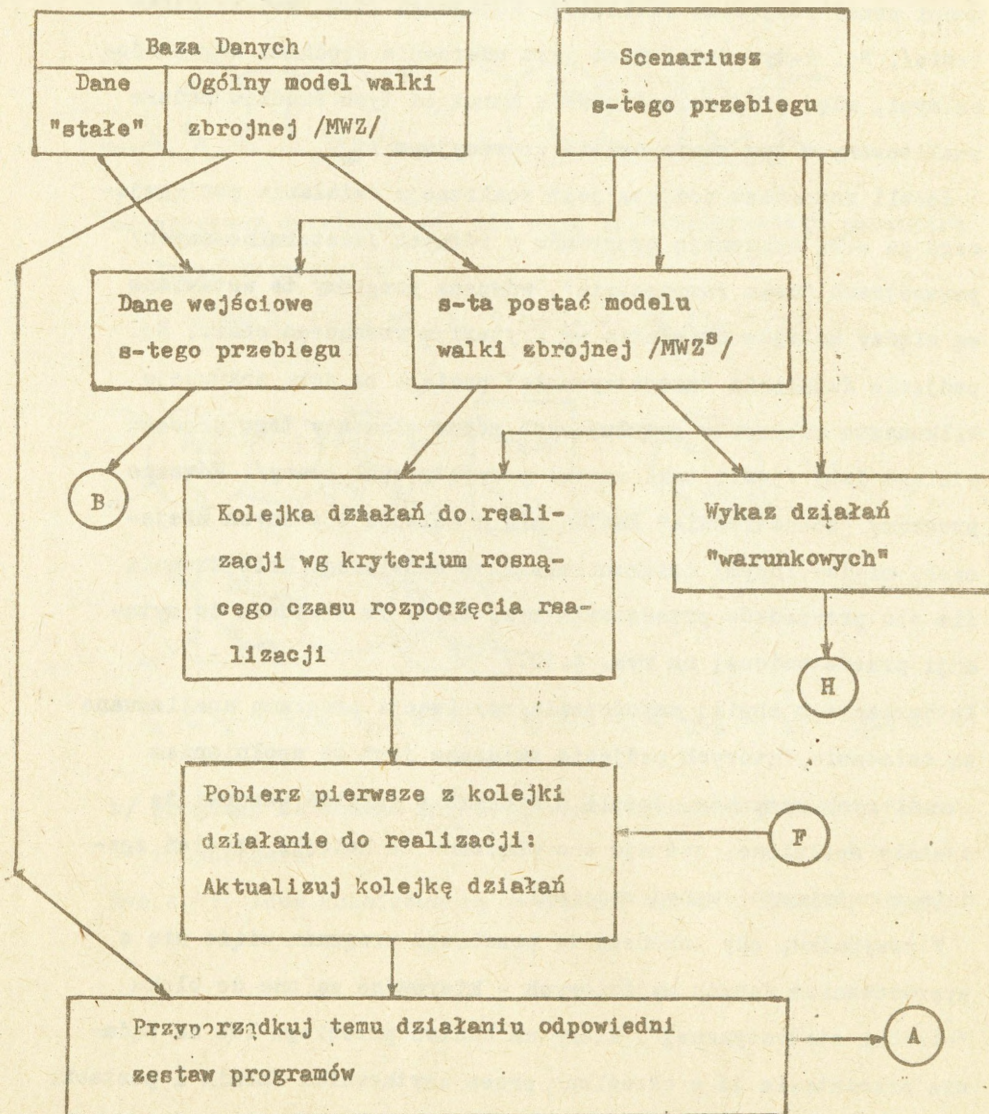 Baza Danych
Dane
"stałe"
Ogólny model walki
zbrojnej /MWZ/
Scenariusz
s-tego przebiegu
Dane wejściowe
s-tego przebiegu
s-ta postać modelu
walki zbrojnej /MWZˢ/
B
Kolejka działań do reali-
zacji wg kryterium rosną-
cego czasu rozpoczęcia rea-
lizacji
Wykaz działań
"warunkowych"
H
Pobierz pierwsze z kolejki
działanie do realizacji:
Aktualizuj kolejkę działań
F
Przyporządkuj temu działaniu odpowiedni
zestaw programów
A